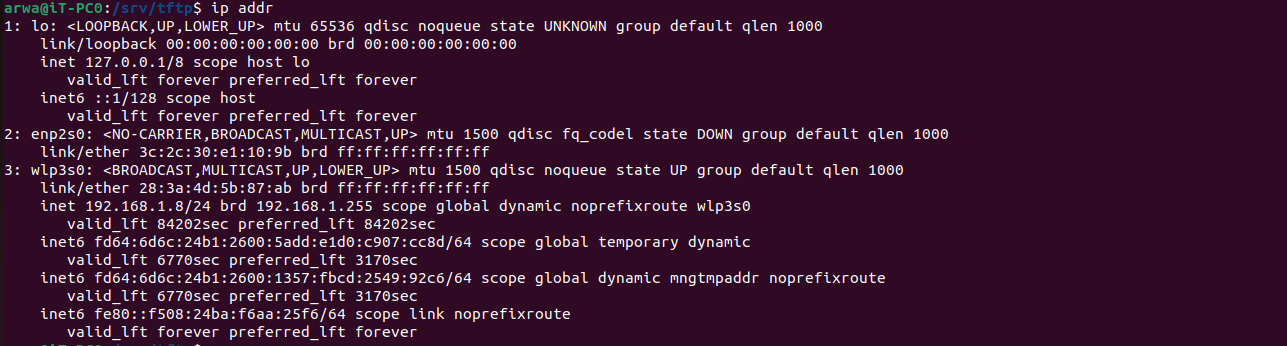 arwa@iT-PC0:/srv/tftp$ ip addr
1: lo: <LOOPBACK,UP,LOWER_UP> mtu 65536 qdisc noqueue state UNKNOWN group default qlen 1000
    link/loopback 00:00:00:00:00:00 brd 00:00:00:00:00:00
    inet 127.0.0.1/8 scope host lo
       valid_lft forever preferred_lft forever
    inet6 ::1/128 scope host
       valid_lft forever preferred_lft forever
2: enp2s0: <NO-CARRIER,BROADCAST,MULTICAST,UP> mtu 1500 qdisc fq_codel state DOWN group default qlen 1000
    link/ether 3c:2c:30:e1:10:9b brd ff:ff:ff:ff:ff:ff
3: wlp3s0: <BROADCAST,MULTICAST,UP,LOWER_UP> mtu 1500 qdisc noqueue state UP group default qlen 1000
    link/ether 28:3a:4d:5b:87:ab brd ff:ff:ff:ff:ff:ff
    inet 192.168.1.8/24 brd 192.168.1.255 scope global dynamic noprefixroute wlp3s0
       valid_lft 84202sec preferred_lft 84202sec
    inet6 fd64:6d6c:24b1:2600:5add:e1d0:c907:cc8d/64 scope global temporary dynamic
       valid_lft 6770sec preferred_lft 3170sec
    inet6 fd64:6d6c:24b1:2600:1357:fbcd:2549:92c6/64 scope global dynamic mngtmpaddr noprefixroute
       valid_lft 6770sec preferred_lft 3170sec
    inet6 fe80::f508:24ba:f6aa:25f6/64 scope link noprefixroute
       valid_lft forever preferred_lft forever